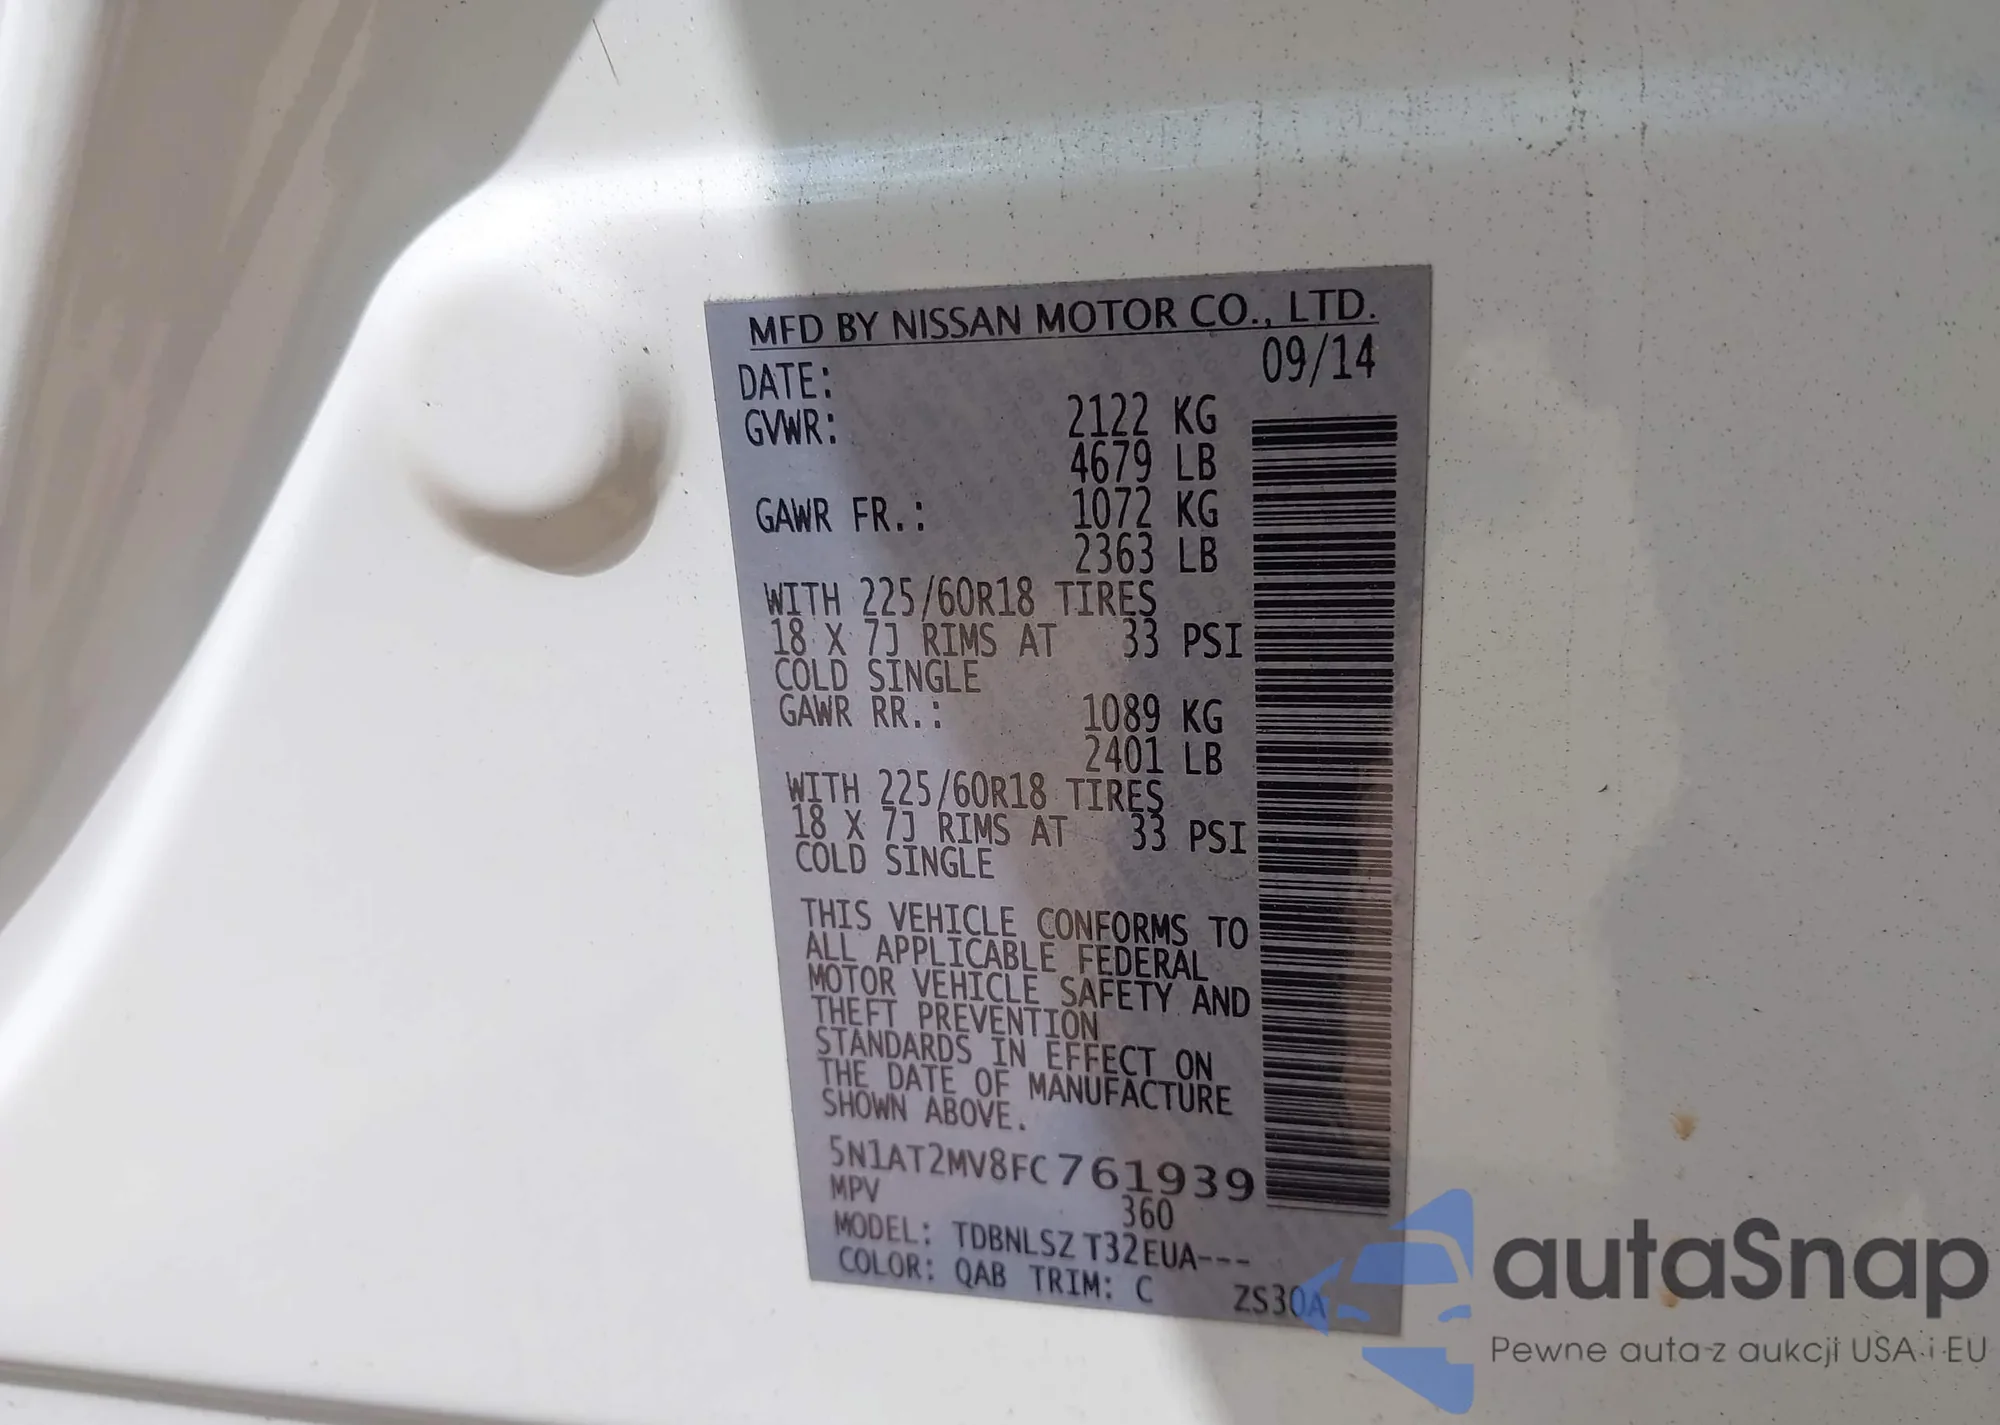 MFD BY NISSAN MOTOR CO., LTD.
DATE: 09/14
GVWR: 2122 KG
4679 LB
GAWR FR.: 1072 KG
2363 LB
WITH 225/60R18 TIRES
18 X 7J RIMS AT 33 PSI
COLD SINGLE
GAWR RR.: 1089 KG
2401 LB
WITH 225/60R18 TIRES
18 X 7J RIMS AT 33 PSI
COLD SINGLE
THIS VEHICLE CONFORMS TO
ALL APPLICABLE FEDERAL
MOTOR VEHICLE SAFETY AND
THEFT PREVENTION
STANDARDS IN EFFECT ON
THE DATE OF MANUFACTURE
SHOWN ABOVE.
5N1AT2MV8FC761939
MPV 360
MODEL: TDBNLSZ T32EUA---
COLOR: QAB TRIM: C ZS30A
autaSnap
Pewne auta z aukcji USA i EU